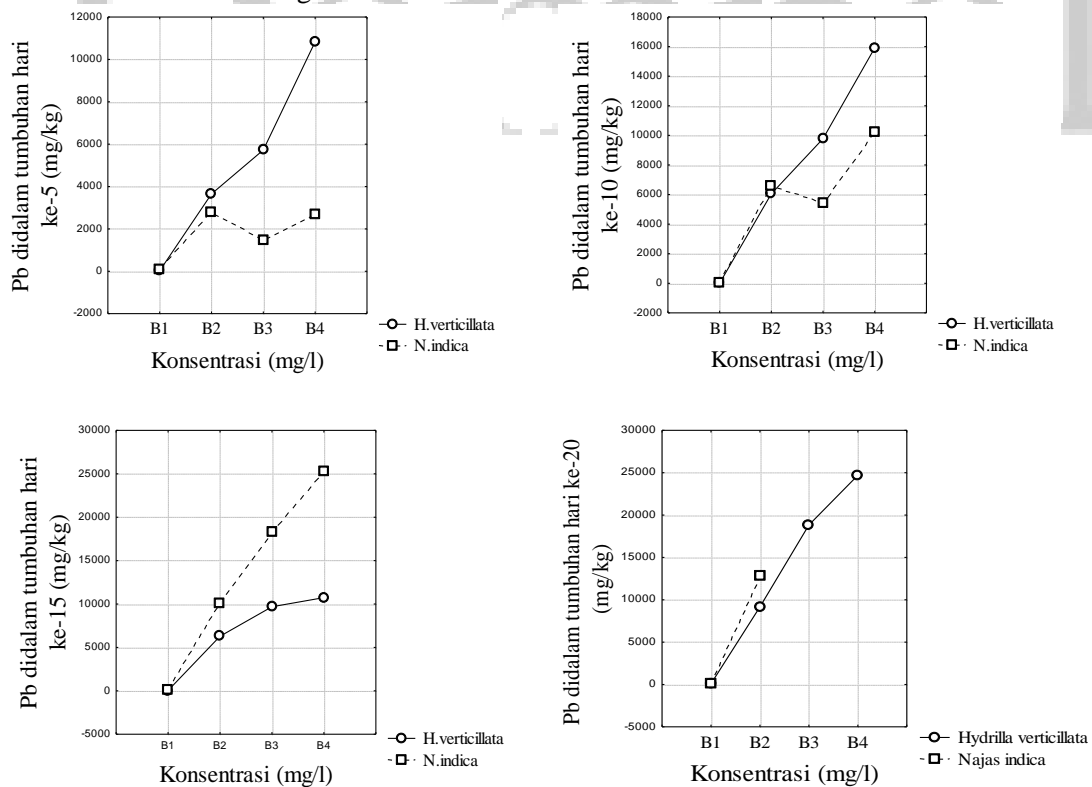 12000
10000
8000
6000
4000
2000
0
-2000
B1 B2 B3 B4
Pb didalam tumbuhan hari
ke-5 (mg/kg)
Konsentrasi (mg/l)
H.verticillata
N.indica
18000
16000
14000
12000
10000
8000
6000
4000
2000
0
-2000
B1 B2 B3 B4
Pb didalam tumbuhan hari
ke-10 (mg/kg)
Konsentrasi (mg/l)
H.verticillata
N.indica
30000
25000
20000
15000
10000
5000
0
-5000
B1 B2 B3 B4
Pb didalam tumbuhan hari
ke-15 (mg/kg)
Konsentrasi (mg/l)
H.verticillata
N.indica
30000
25000
20000
15000
10000
5000
0
-5000
B1 B2 B3 B4
Pb didalam tumbuhan hari ke-20
(mg/kg)
Konsentrasi (mg/l)
Hydrilla verticillata
Najas indica